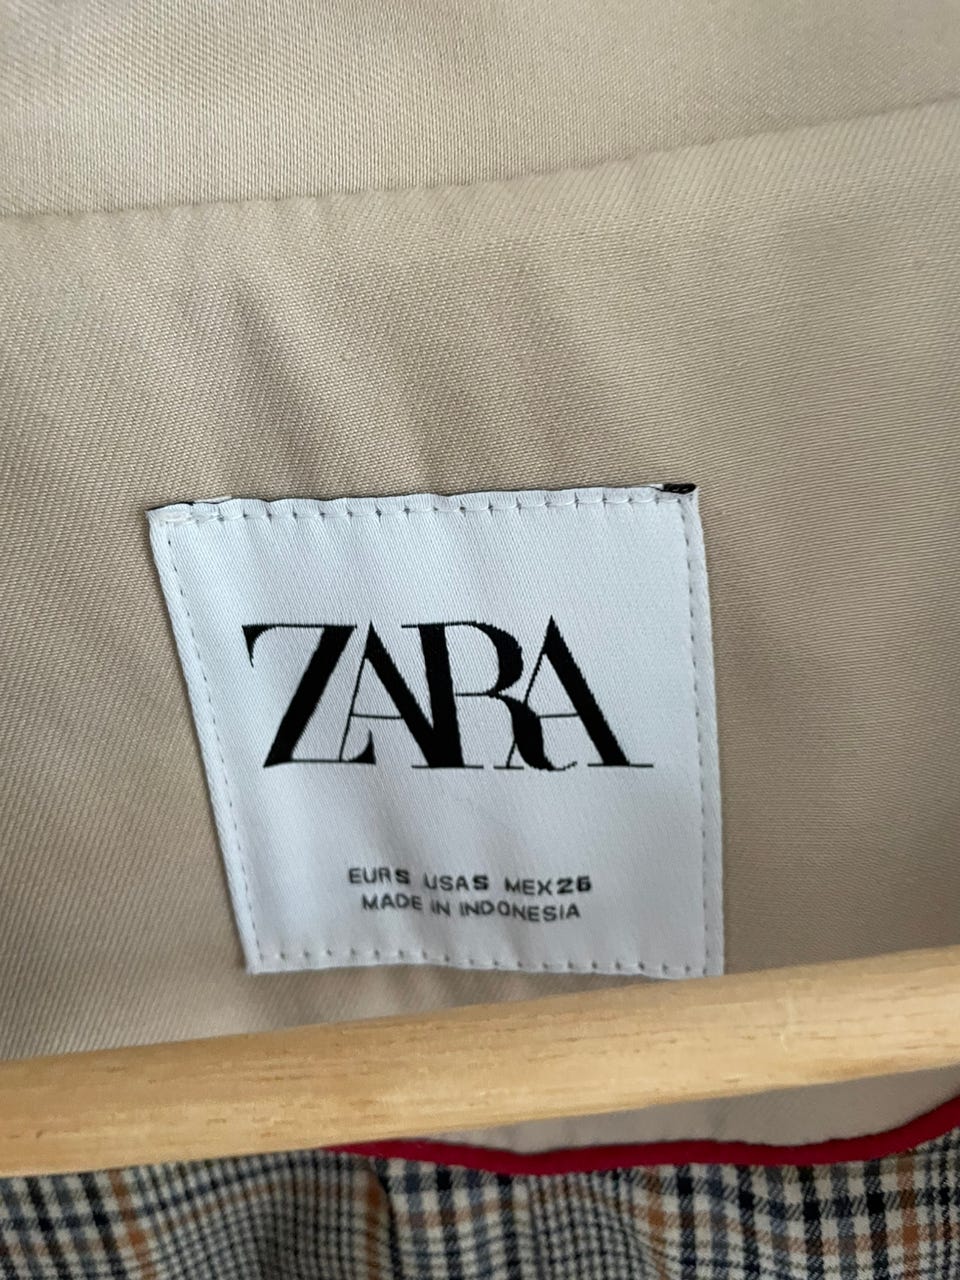 ZARA
EUR S USA S MEX 26
MADE IN INDONESIA